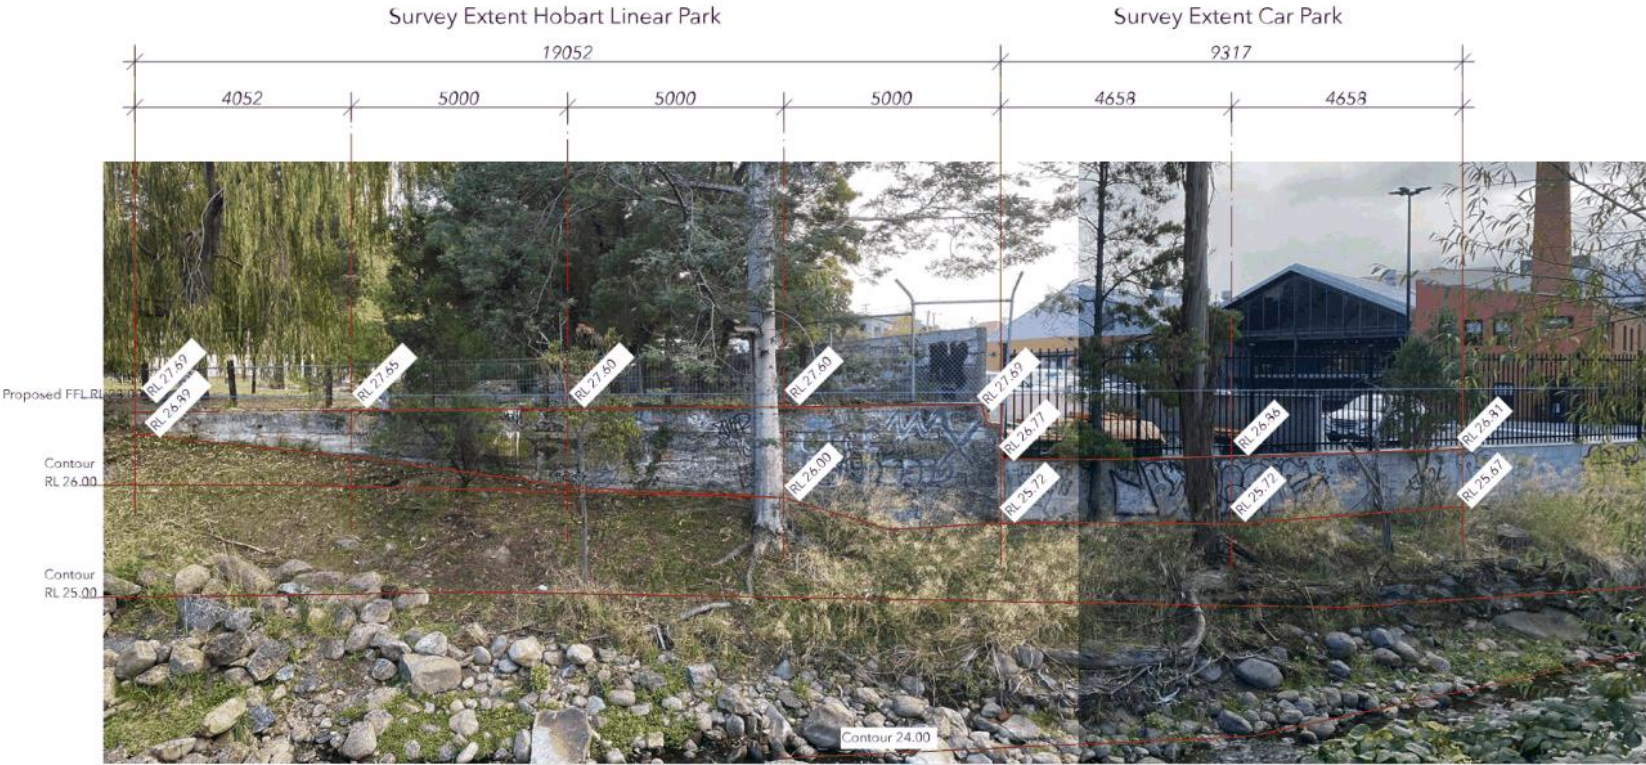 Survey Extent Hobart Linear Park
Survey Extent Car Park
19052
9317
4052
5000
5000
5000
4658
4658
RL 27.69
RL 26.89
RL 27.65
RL 27.60
RL 27.60
RL 27.69
RL 26.77
RL 26.86
RL 26.81
Proposed FFL RL
Contour
RL 26.00
RL 26.00
RL 25.72
RL 25.72
RL 25.67
Contour
RL 25.00
Contour 24.00